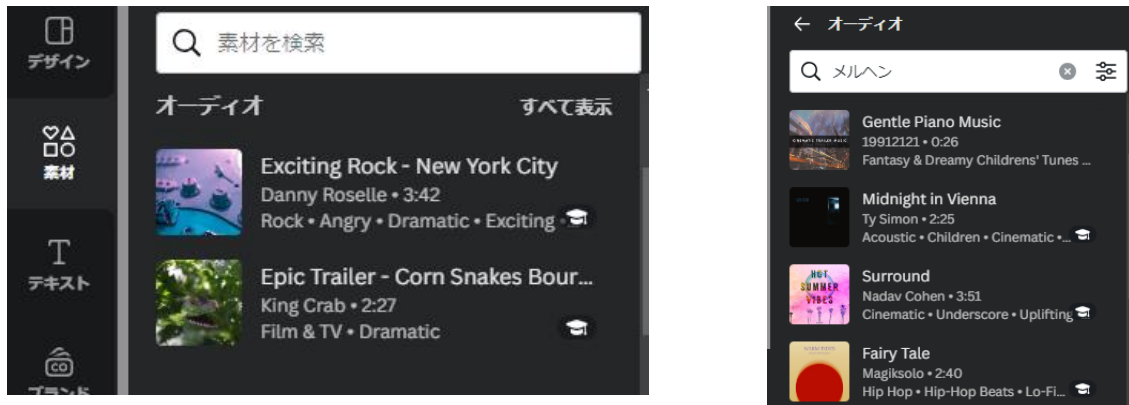 デザイン
素材
テキスト
ブランド
素材を検索
オーディオ
すべて表示
Exciting Rock - New York City
Danny Roselle • 3:42
Rock • Angry • Dramatic • Exciting
Epic Trailer - Corn Snakes Bour...
King Crab • 2:27
Film & TV • Dramatic
← オーディオ
メルヘン
Gentle Piano Music
19912121 • 0:26
Fantasy & Dreamy Childrens' Tunes ...
Midnight in Vienna
Ty Simon • 2:25
Acoustic • Children • Cinematic •...
HOT
SUMMER
VIBES
Surround
Nadav Cohen • 3:51
Cinematic • Underscore • Uplifting
Fairy Tale
Magiksolo • 2:40
Hip Hop • Hip-Hop Beats • Lo-Fi...